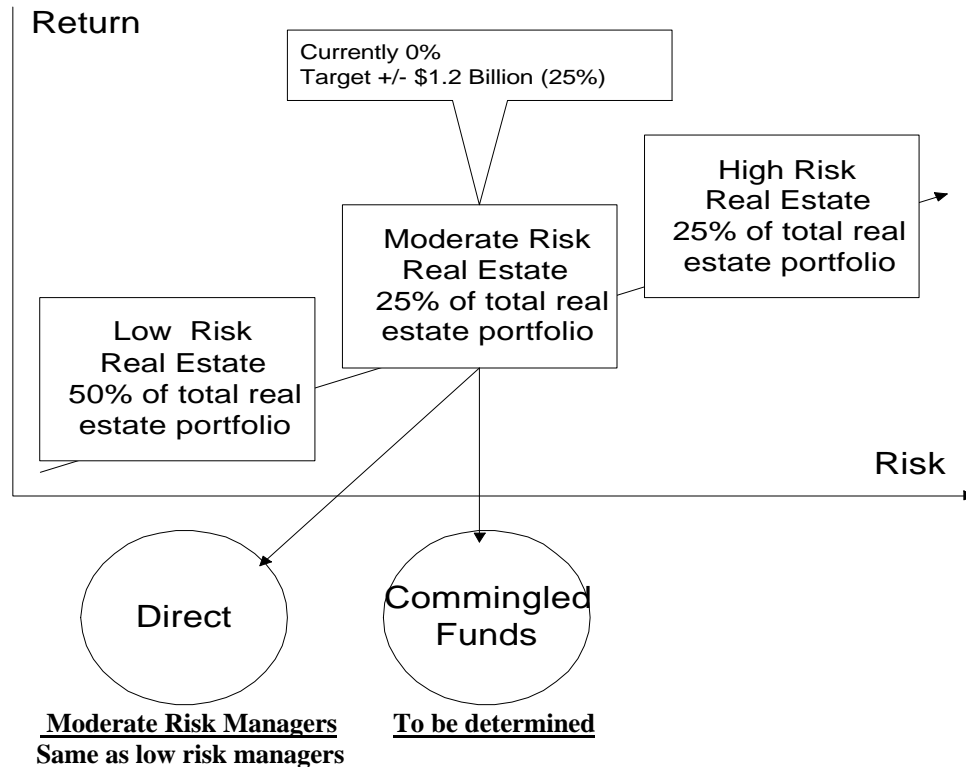 Return
Currently 0%
Target +/- $1.2 Billion (25%)
High Risk
Real Estate
25% of total real
estate portfolio
Moderate Risk
Real Estate
25% of total real
estate portfolio
Low Risk
Real Estate
50% of total real
estate portfolio
Risk
Direct
Commingled
Funds
Moderate Risk Managers
Same as low risk managers
To be determined